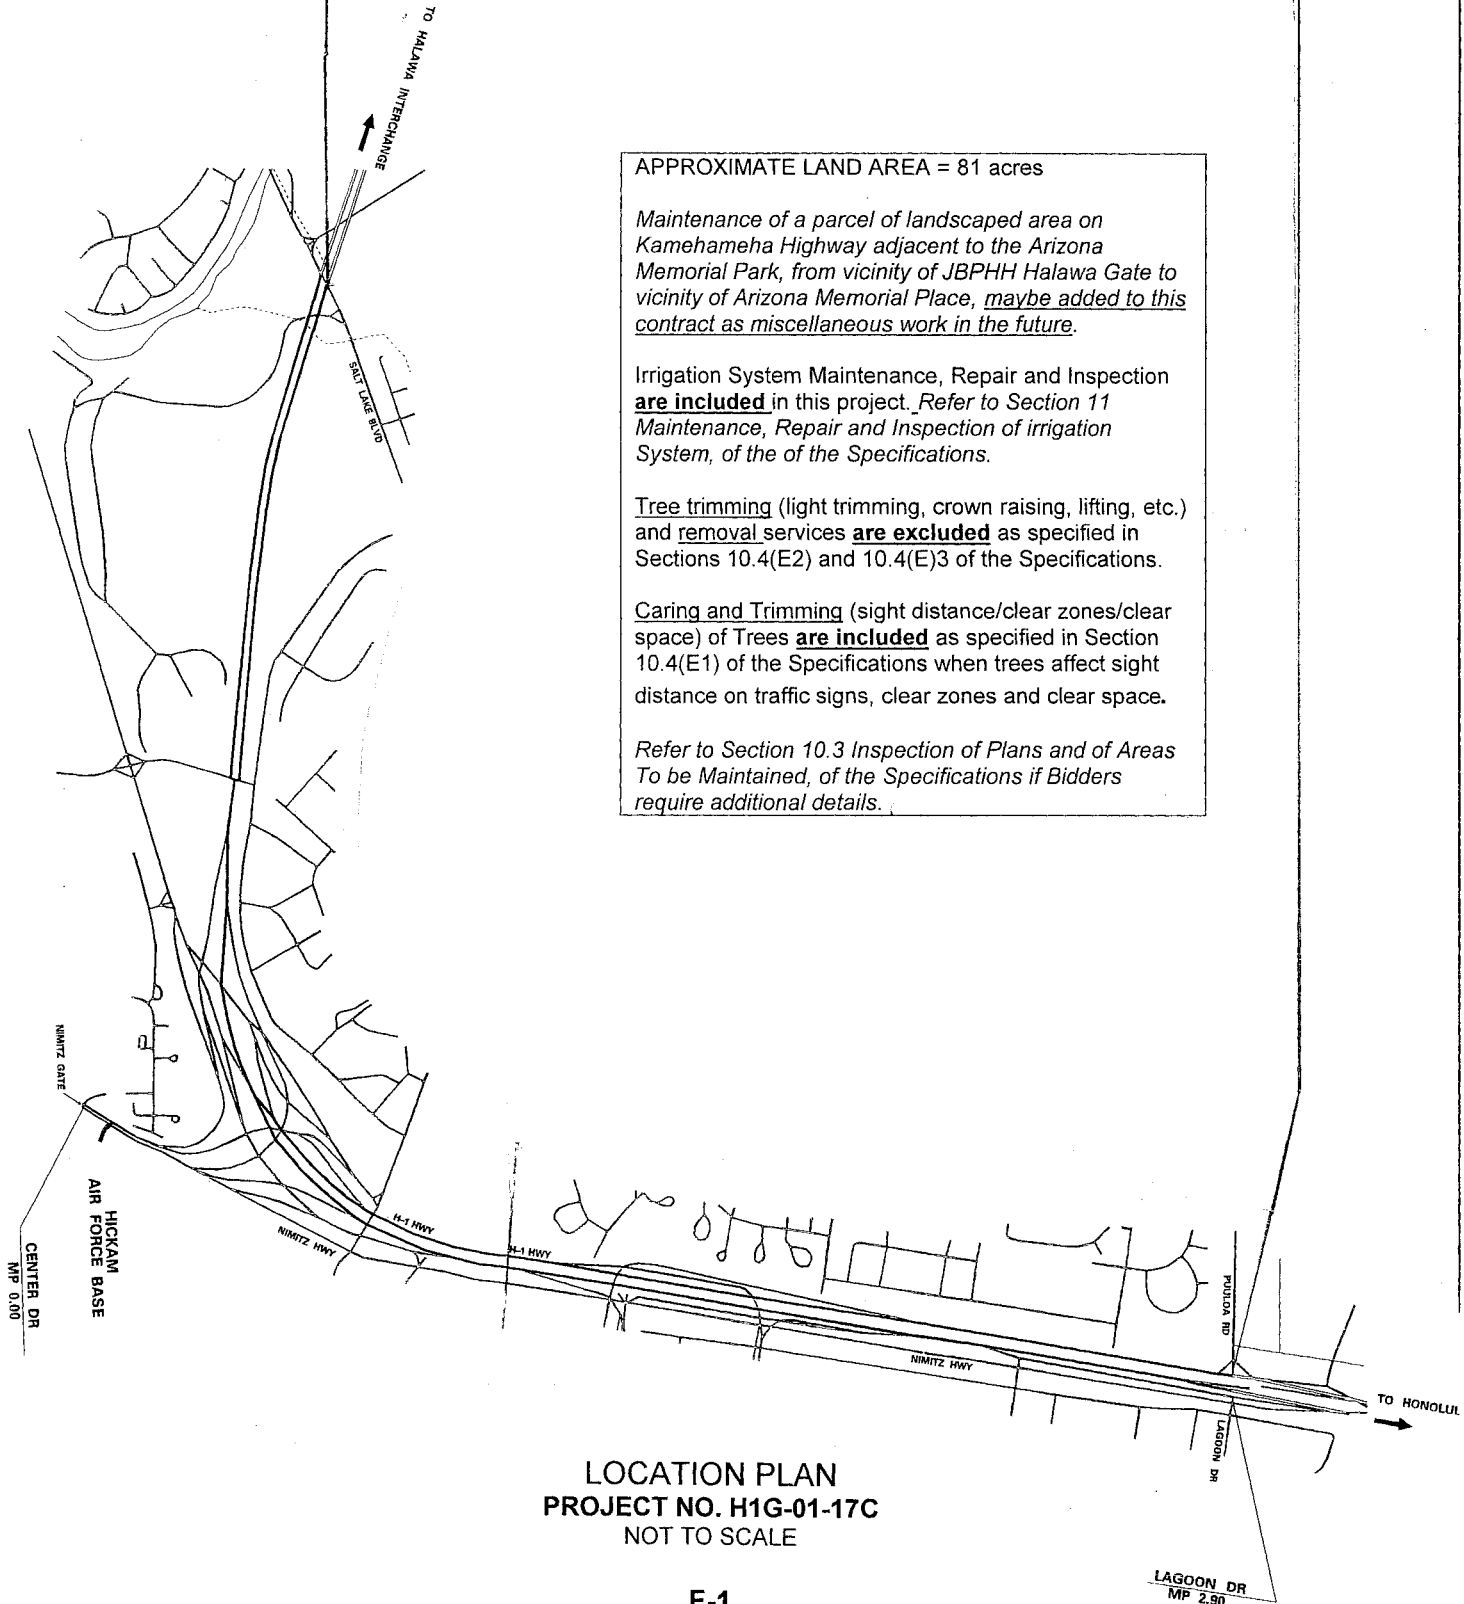 TO HALAWA INTERCHANGE
APPROXIMATE LAND AREA = 81 acres
Maintenance of a parcel of landscaped area on
Kamehameha Highway adjacent to the Arizona
Memorial Park, from vicinity of JBPHH Halawa Gate to
vicinity of Arizona Memorial Place, maybe added to this
contract as miscellaneous work in the future.
Irrigation System Maintenance, Repair and Inspection
are included in this project. Refer to Section 11
Maintenance, Repair and Inspection of irrigation
System, of the of the Specifications.
Tree trimming (light trimming, crown raising, lifting, etc.)
and removal services are excluded as specified in
Sections 10.4(E2) and 10.4(E)3 of the Specifications.
Caring and Trimming (sight distance/clear zones/clear
space) of Trees are included as specified in Section
10.4(E1) of the Specifications when trees affect sight
distance on traffic signs, clear zones and clear space.
Refer to Section 10.3 Inspection of Plans and of Areas
To be Maintained, of the Specifications if Bidders
require additional details.
SALT LAKE BLVD
NIMITZ GATE
HICKAM
AIR FORCE BASE
CENTER DR
MP 0.00
H-1 HWY
NIMITZ HWY
H-1 HWY
NIMITZ HWY
PUULOA RD
LAGOON DR
TO HONOLUL
LOCATION PLAN
PROJECT NO. H1G-01-17C
NOT TO SCALE
LAGOON DR
MP 2.90
E-1